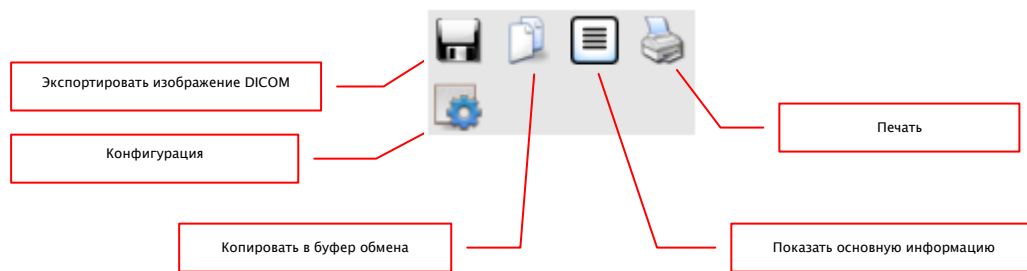 Экспортировать изображение DICOM
Печать
Конфигурация
Копировать в буфер обмена
Показать основную информацию